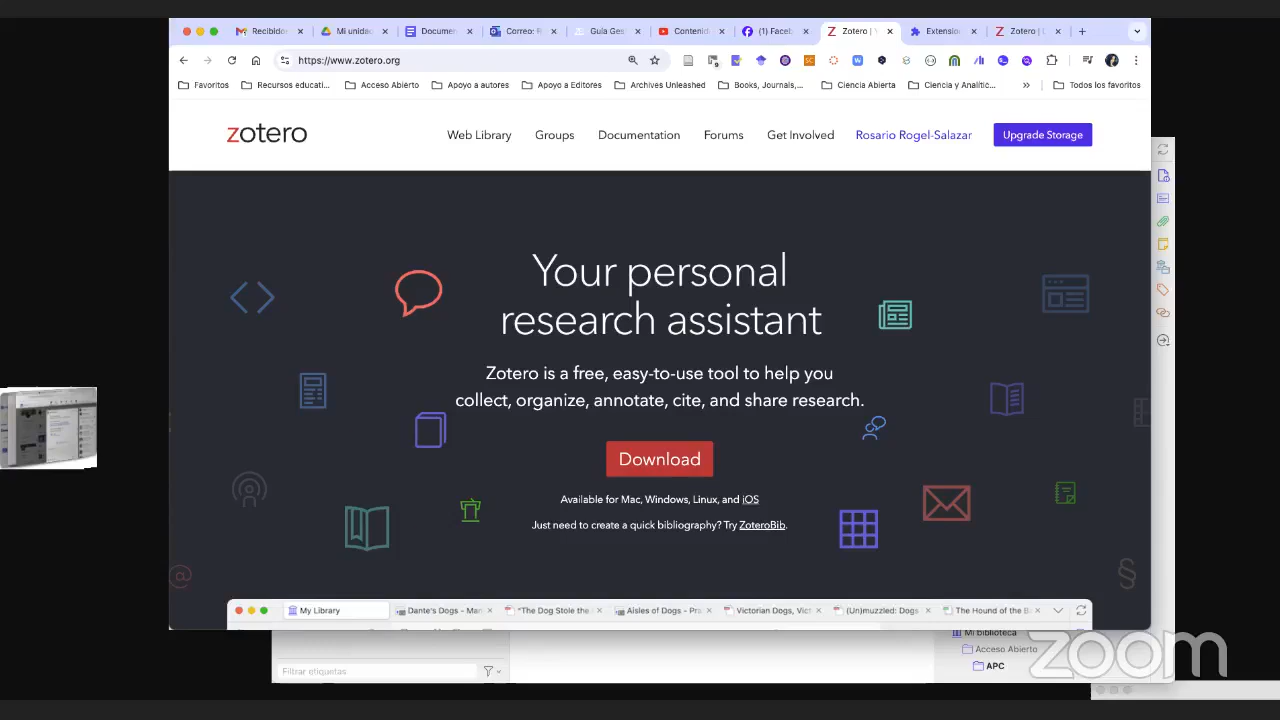 Recibidos
Mi unidad
Documen
Correo: R
Guía Ges
Contenid
(1) Faceb
Zotero | Y
Extensio
Zotero | D
https://www.zotero.org
Favoritos
Recursos educati...
Acceso Abierto
Apoyo a autores
Apoyo a Editores
Archives Unleashed
Books, Journals,...
Ciencia Abierta
Ciencia y Analític...
»
Todos los favoritos
zotero
Web Library
Groups
Documentation
Forums
Get Involved
Rosario Rogel-Salazar
Upgrade Storage
Your personal
research assistant
Zotero is a free, easy-to-use tool to help you
collect, organize, annotate, cite, and share research.
Download
Available for Mac, Windows, Linux, and iOS
Just need to create a quick bibliography? Try ZoteroBib.
My Library
Dante's Dogs - Man
"The Dog Stole the
Aisles of Dogs - Pra
Victorian Dogs, Vict
(Un)muzzled: Dogs
The Hound of the Ba
Mi biblioteca
Acceso Abierto
APC
Filtrar etiquetas
zoom